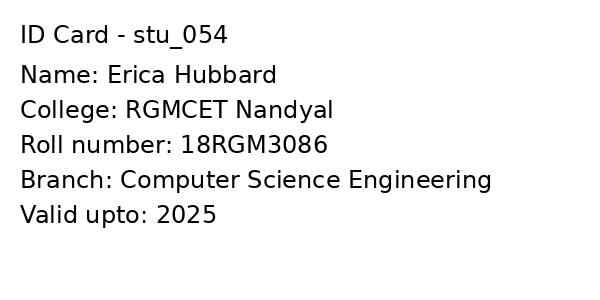 ID Card - stu_054
Name: Erica Hubbard
College: RGMCET Nandyal
Roll number: 18RGM3086
Branch: Computer Science Engineering
Valid upto: 2025